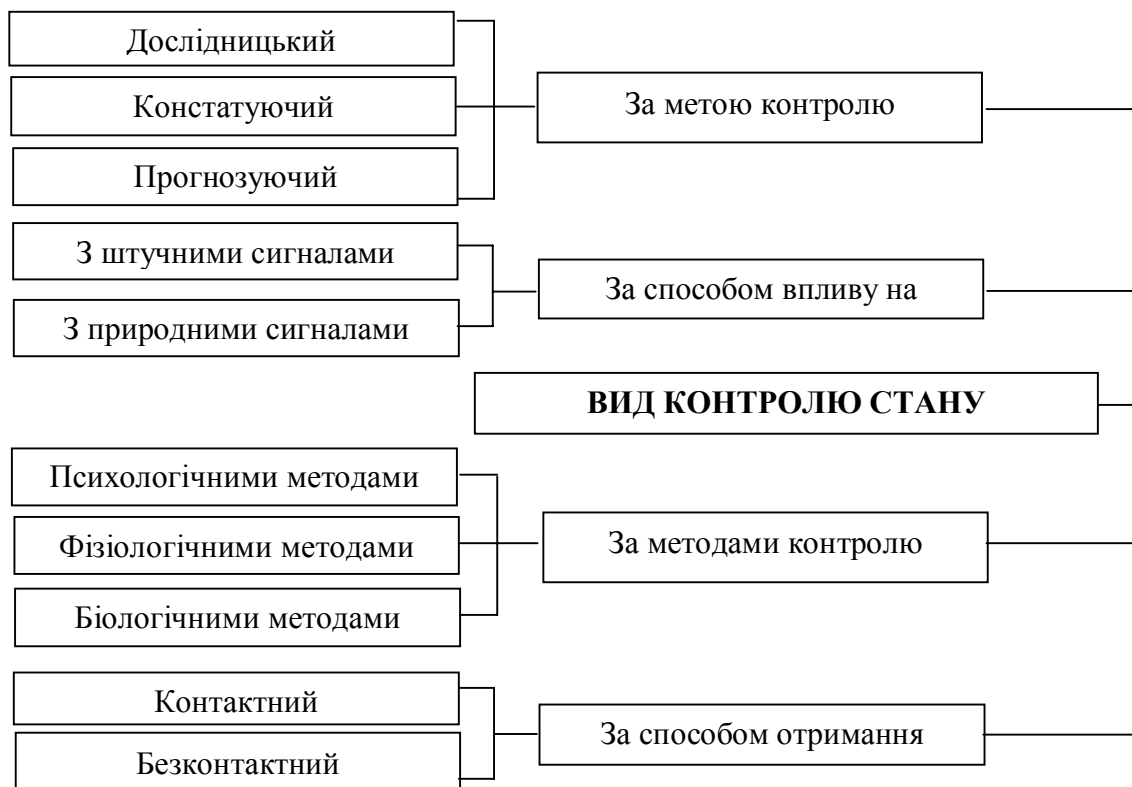 Дослідницький
Констатуючий
За метою контролю
Прогнозуючий
З штучними сигналами
За способом впливу на
З природними сигналами
ВИД КОНТРОЛЮ СТАНУ
Психологічними методами
Фізіологічними методами
За методами контролю
Біологічними методами
Контактний
За способом отримання
Безконтактний